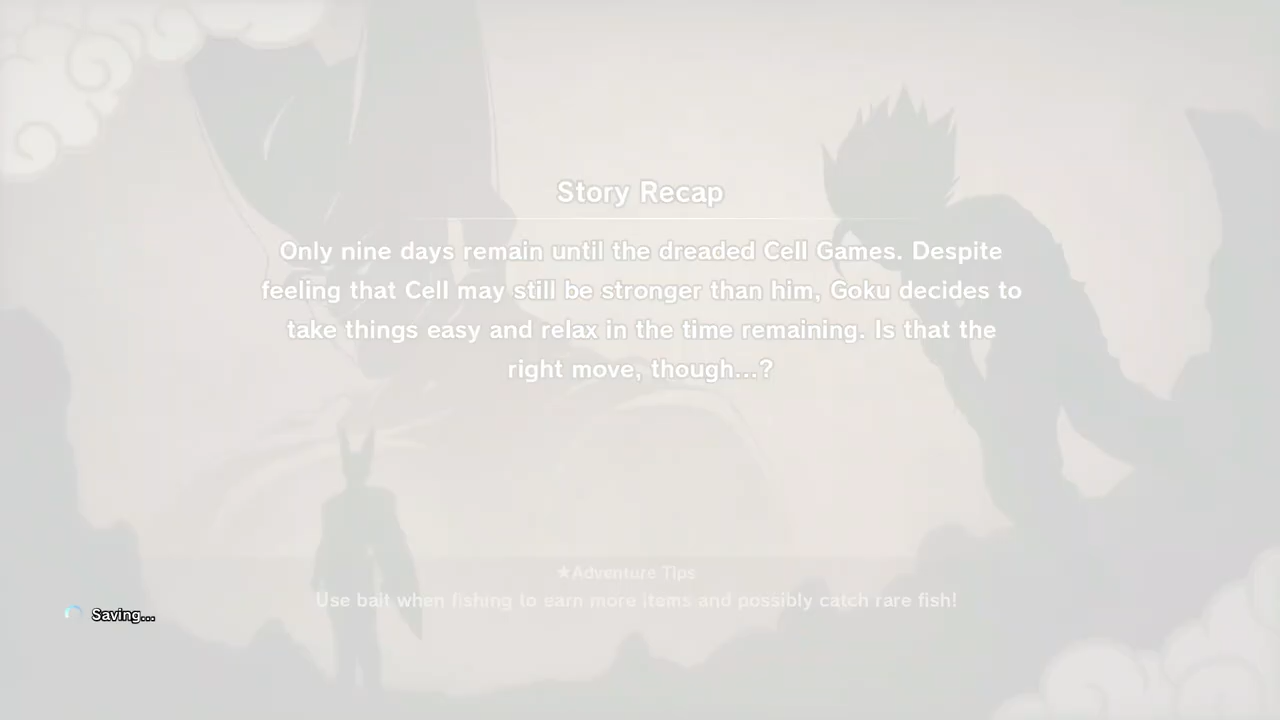 Story Recap
Only nine days remain until the dreaded Cell Games. Despite
feeling that Cell may still be stronger than him, Goku decides to
take things easy and relax in the time remaining. Is that the
right move, though...?
★Adventure Tips
Use bait when fishing to earn more items and possibly catch rare fish!
Saving...